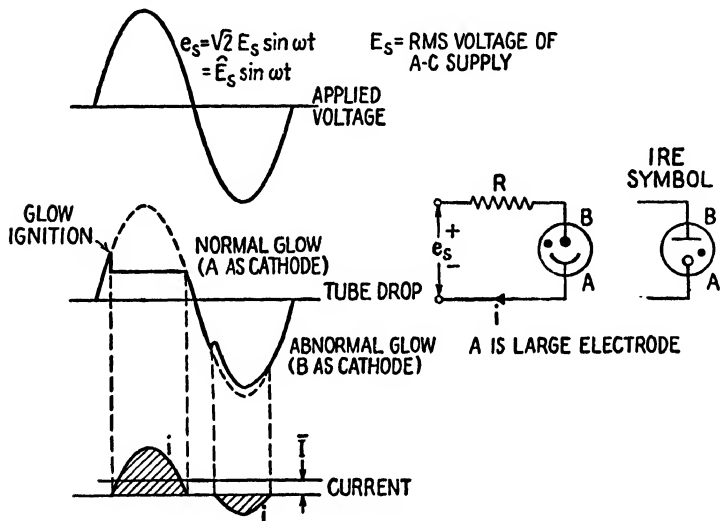 e_s = √2 E_s sin ωt
= Ê_s sin ωt
E_s = RMS VOLTAGE OF
A-C SUPPLY
APPLIED
VOLTAGE
GLOW
IGNITION
NORMAL GLOW
(A AS CATHODE)
TUBE DROP
ABNORMAL GLOW
(B AS CATHODE)
i
Ī
CURRENT
i
R
B
+
e_s
-
A
i
IRE
SYMBOL
B
A
A IS LARGE ELECTRODE